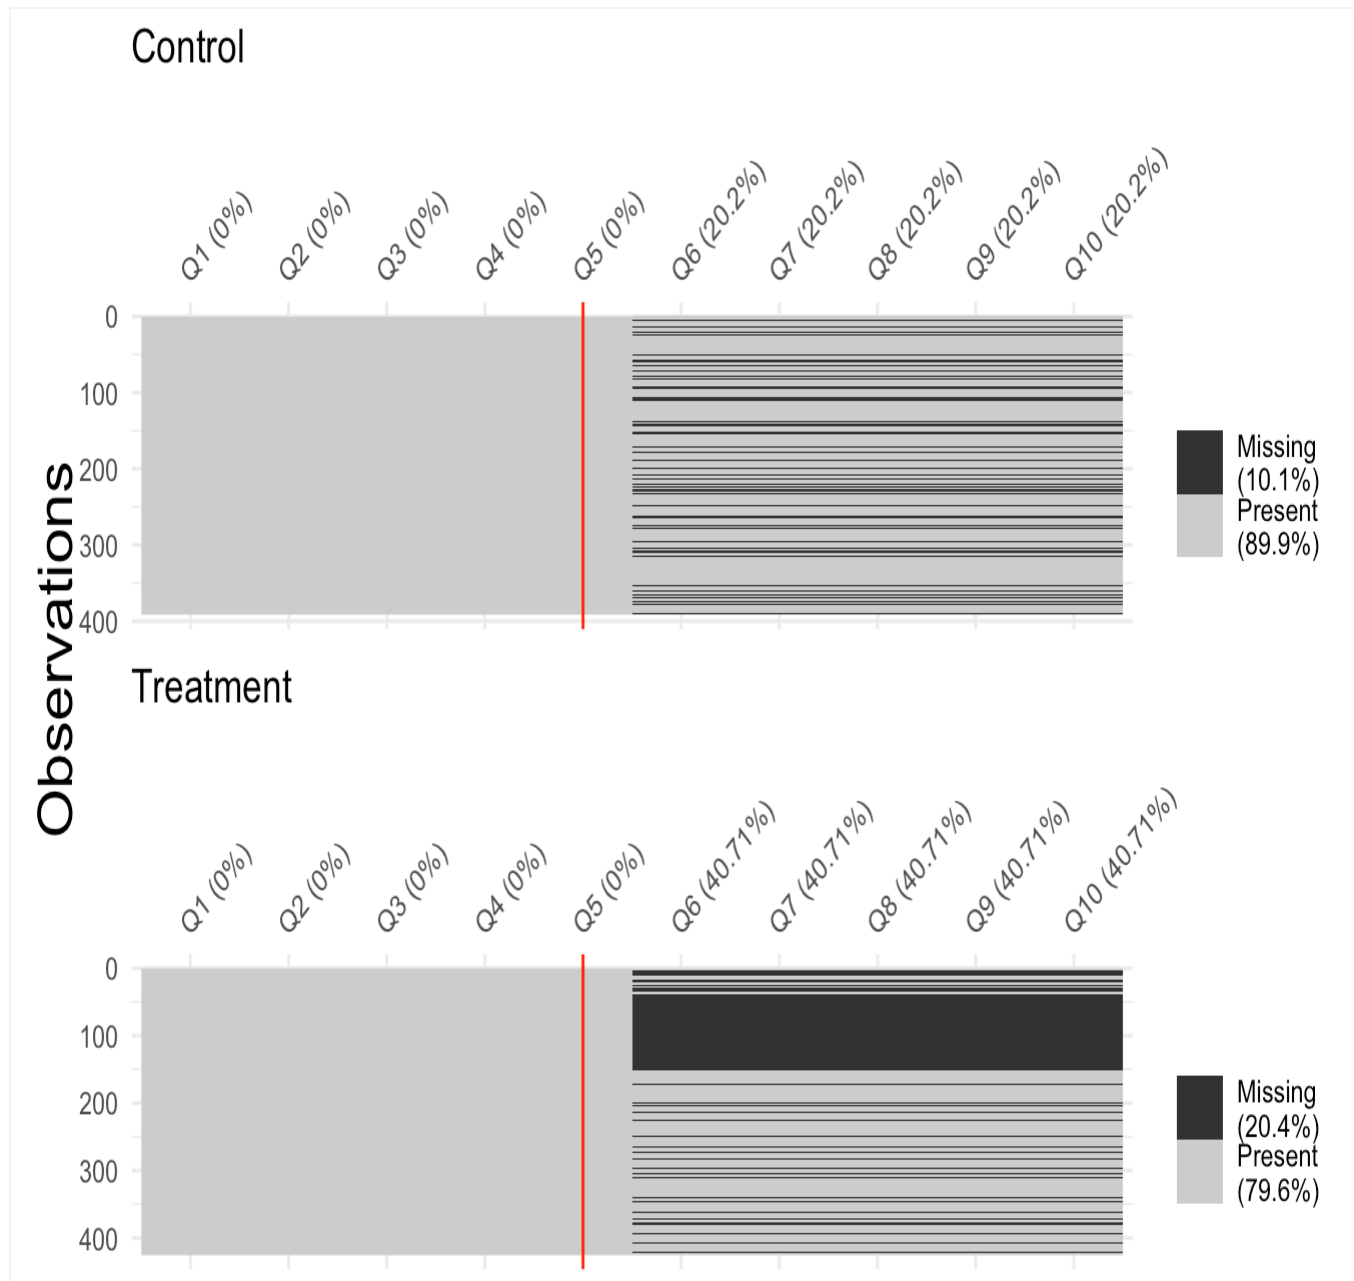 Control
Q1 (0%)
Q2 (0%)
Q3 (0%)
Q4 (0%)
Q5 (0%)
Q6 (20.2%)
Q7 (20.2%)
Q8 (20.2%)
Q9 (20.2%)
Q10 (20.2%)
0
100
200
300
400
Missing
(10.1%)
Present
(89.9%)
Observations
Treatment
Q1 (0%)
Q2 (0%)
Q3 (0%)
Q4 (0%)
Q5 (0%)
Q6 (40.71%)
Q7 (40.71%)
Q8 (40.71%)
Q9 (40.71%)
Q10 (40.71%)
0
100
200
300
400
Missing
(20.4%)
Present
(79.6%)